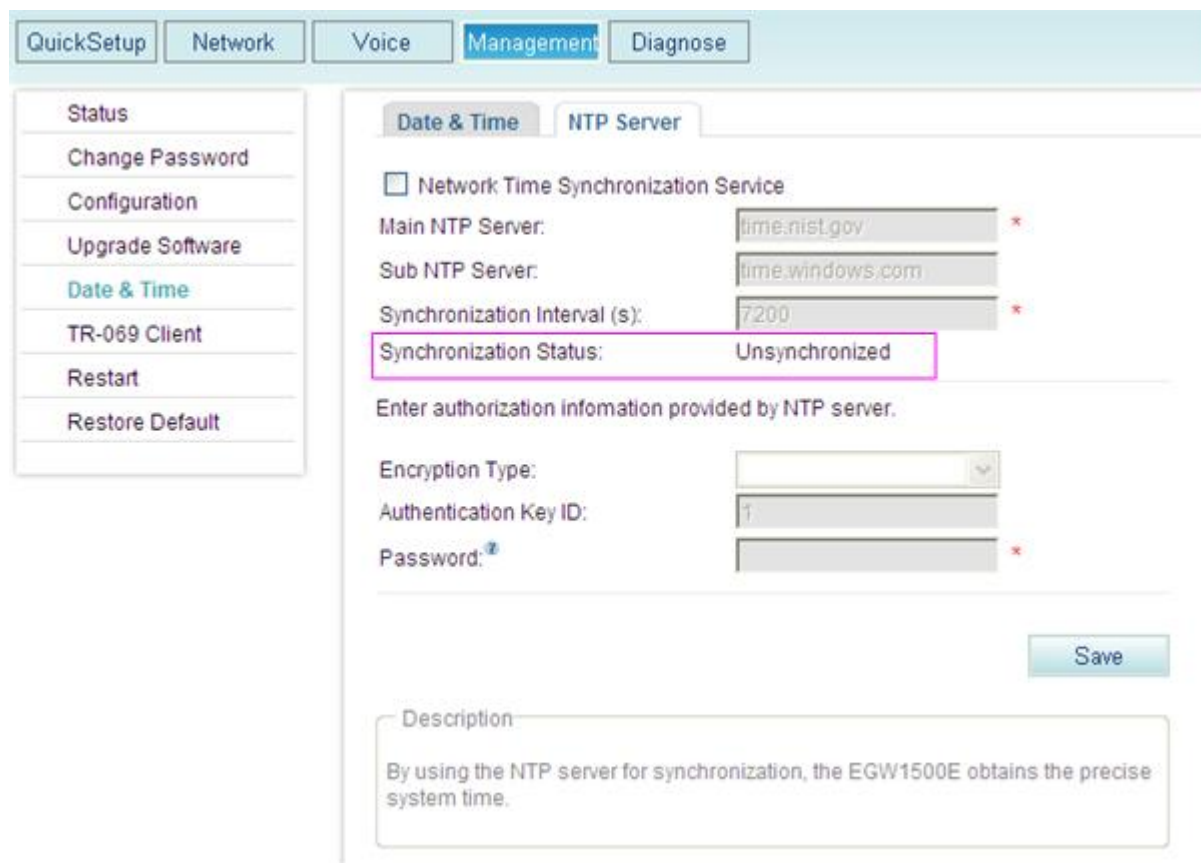 QuickSetup Network Voice Management Diagnose
Status
Change Password
Configuration
Upgrade Software
Date & Time
TR-069 Client
Restart
Restore Default
Date & Time NTP Server
Network Time Synchronization Service
Main NTP Server: time.nist.gov *
Sub NTP Server: time.windows.com
Synchronization Interval (s): 7200 *
Synchronization Status: Unsynchronized
Enter authorization infomation provided by NTP server.
Encryption Type:
Authentication Key ID: 1
Password: ? *
Save
Description
By using the NTP server for synchronization, the EGW1500E obtains the precise
system time.